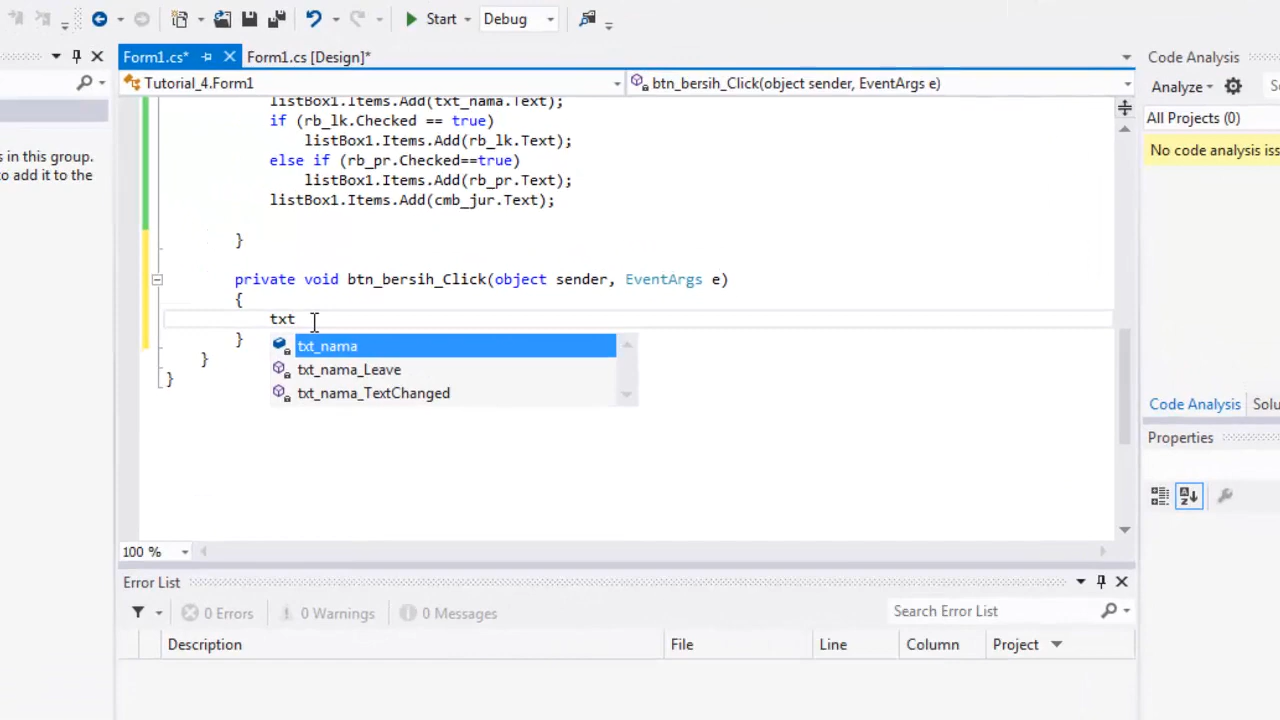 Start
Debug
Form1.cs*
Form1.cs [Design]*
Code Analysis
Tutorial_4.Form1
btn_bersih_Click(object sender, EventArgs e)
Analyze
All Projects (0)
No code analysis iss
s in this group.
to add it to the
listBox1.Items.Add(txt_nama.Text);
if (rb_lk.Checked == true)
listBox1.Items.Add(rb_lk.Text);
else if (rb_pr.Checked==true)
listBox1.Items.Add(rb_pr.Text);
listBox1.Items.Add(cmb_jur.Text);
}
private void btn_bersih_Click(object sender, EventArgs e)
{
txt
}
}
}
txt_nama
txt_nama_Leave
txt_nama_TextChanged
Code Analysis
Solu
Properties
100 %
Error List
0 Errors
0 Warnings
0 Messages
Search Error List
Description
File
Line
Column
Project